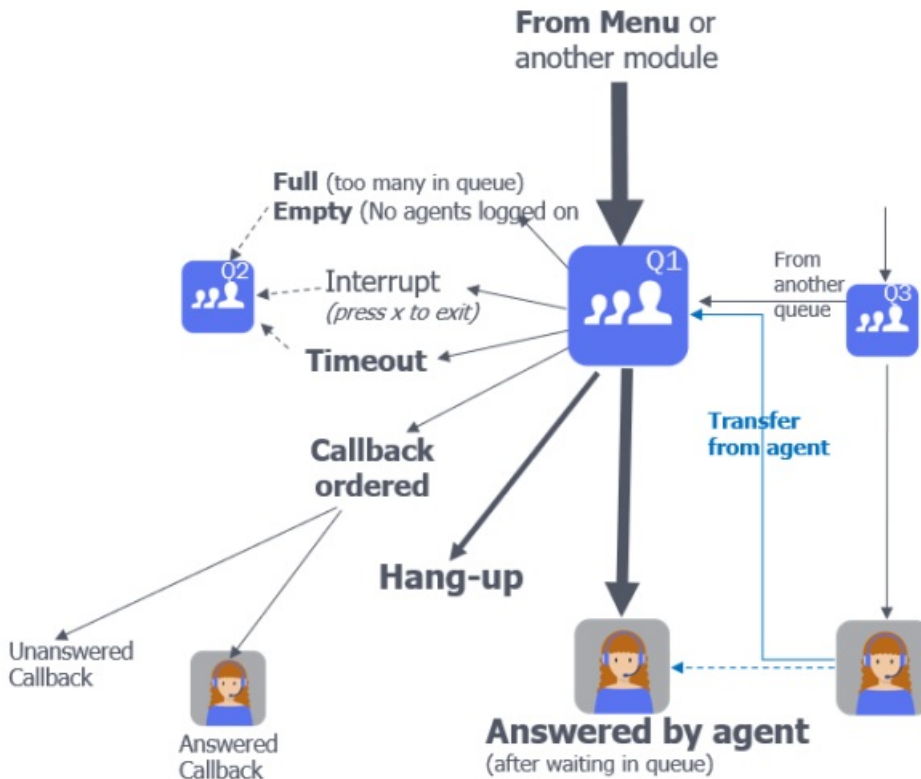 From Menu or
another module
Full (too many in queue)
Empty (No agents logged on
Q1
From
another
queue
Q2
Q3
Interrupt
(press x to exit)
Timeout
Transfer
from agent
Callback
ordered
Hang-up
Unanswered
Callback
Answered
Callback
Answered by agent
(after waiting in queue)